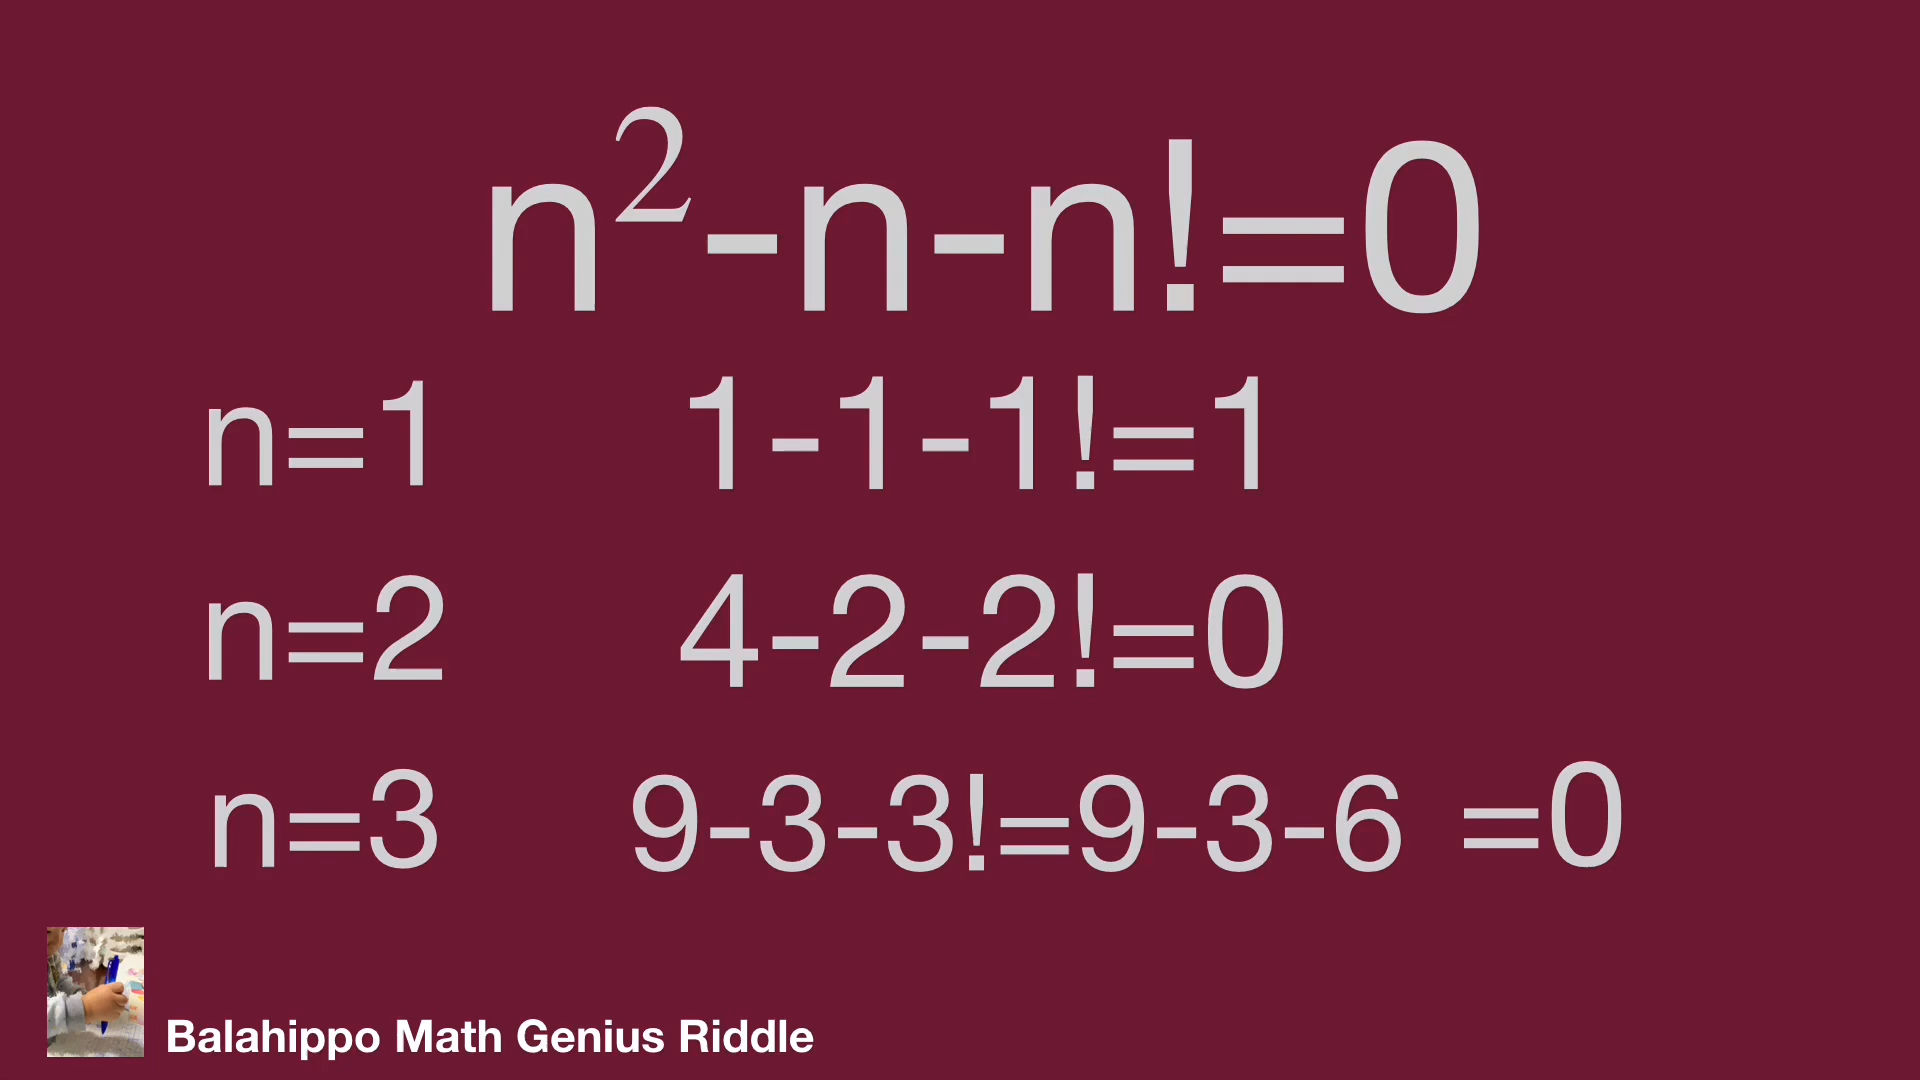 n²-n-n!=0
n=1 1-1-1!=1
n=2 4-2-2!=0
n=3 9-3-3!=9-3-6 =0
Balahippo Math Genius Riddle